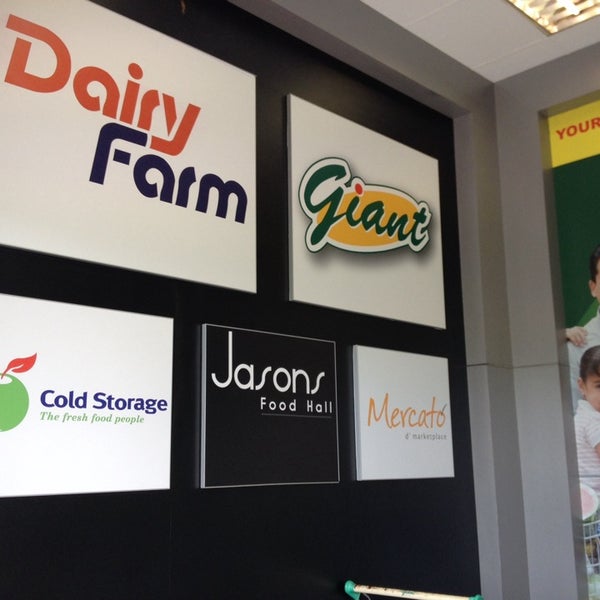 Dairy
Farm
Giant
YOUR
Cold Storage
The fresh food people
Jasons
Food Hall
Mercato
d' marketplace